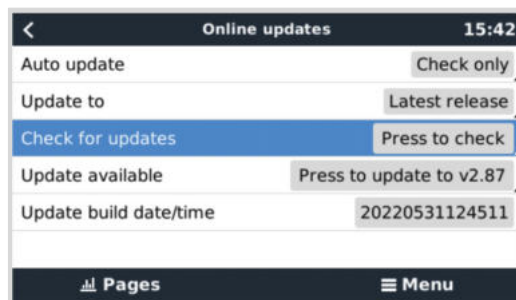 Online updates 15:42
Auto update Check only
Update to Latest release
Check for updates Press to check
Update available Press to update to v2.87
Update build date/time 20220531124511
Pages Menu